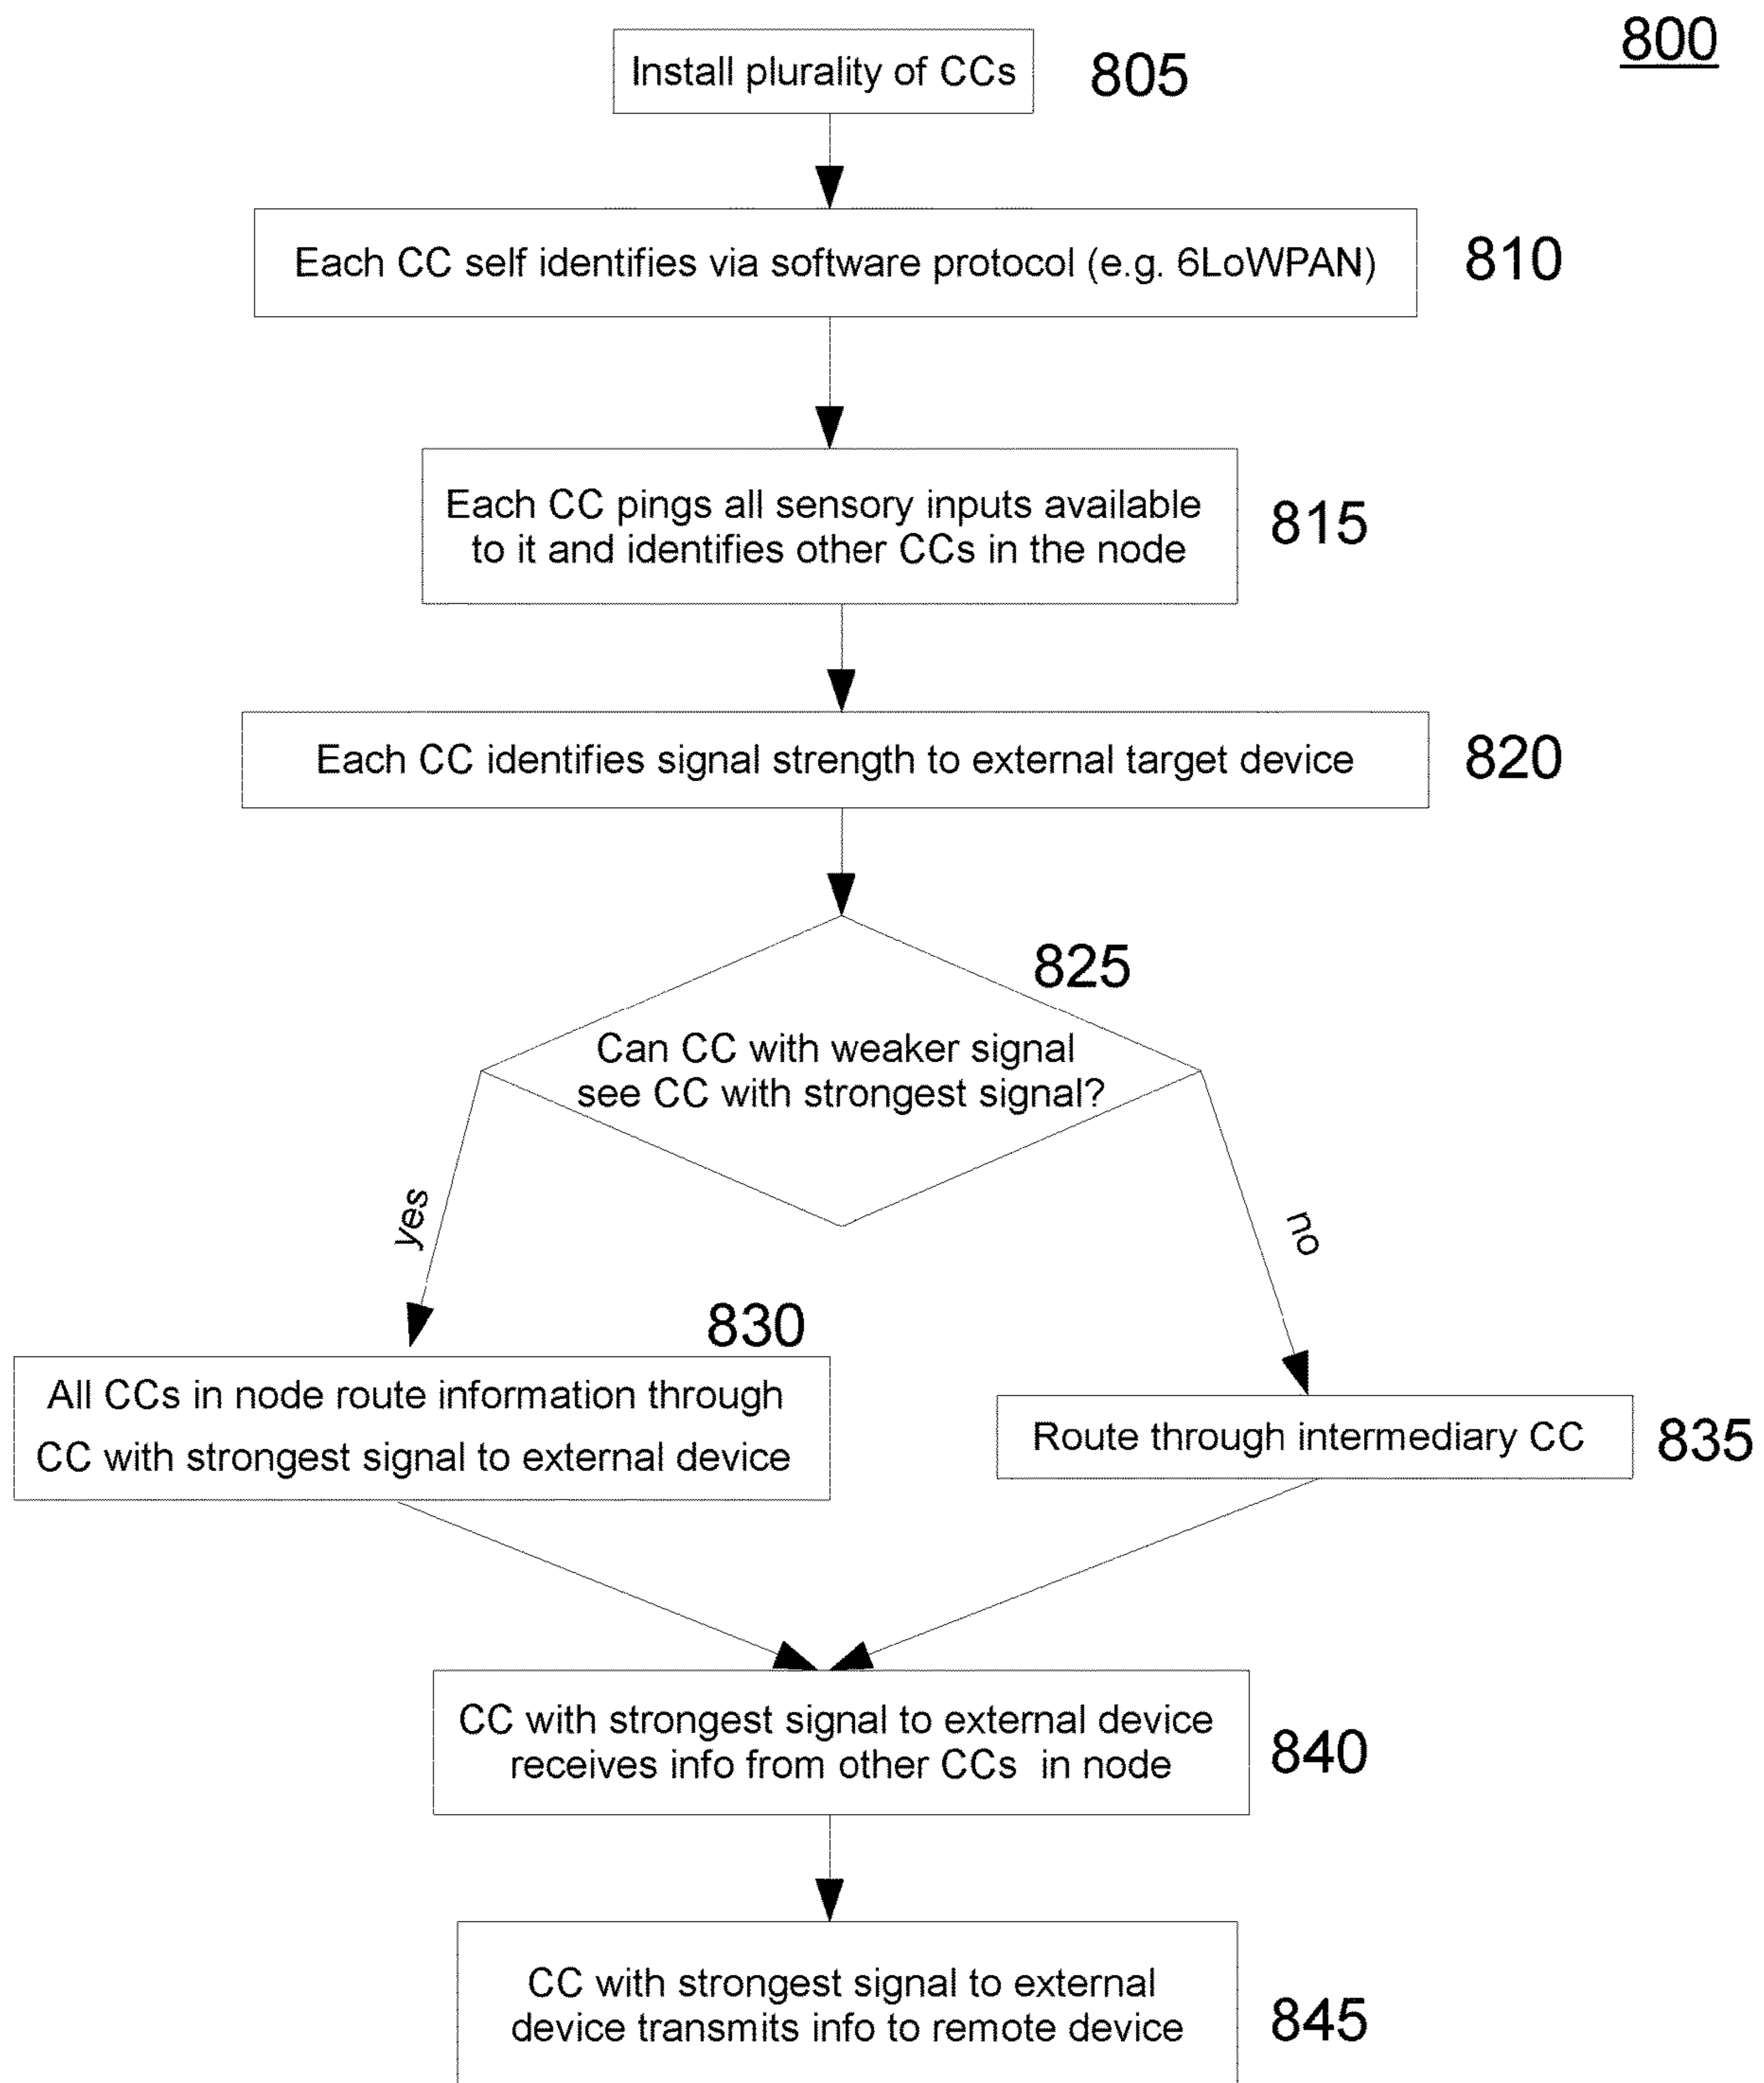 800
Install plurality of CCs
805
Each CC self identifies via software protocol (e.g. 6LoWPAN)
810
Each CC pings all sensory inputs available
to it and identifies other CCs in the node
815
Each CC identifies signal strength to external target device
820
825
Can CC with weaker signal
see CC with strongest signal?
yes
no
830
All CCs in node route information through
CC with strongest signal to external device
Route through intermediary CC
835
CC with strongest signal to external device
receives info from other CCs in node
840
CC with strongest signal to external
device transmits info to remote device
845